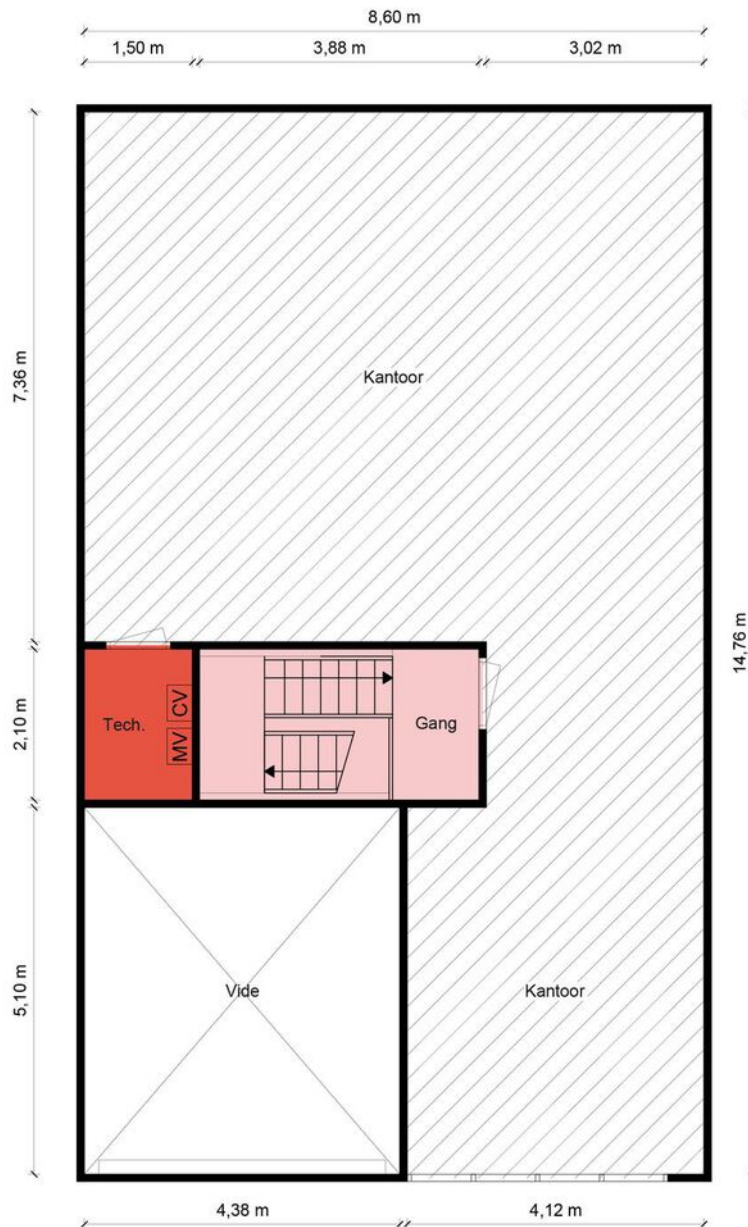 8,60 m
1,50 m
3,88 m
3,02 m
7,36 m
Kantoor
14,76 m
2,10 m
Tech.
CV
MV
Gang
5,10 m
Vide
Kantoor
4,38 m
4,12 m